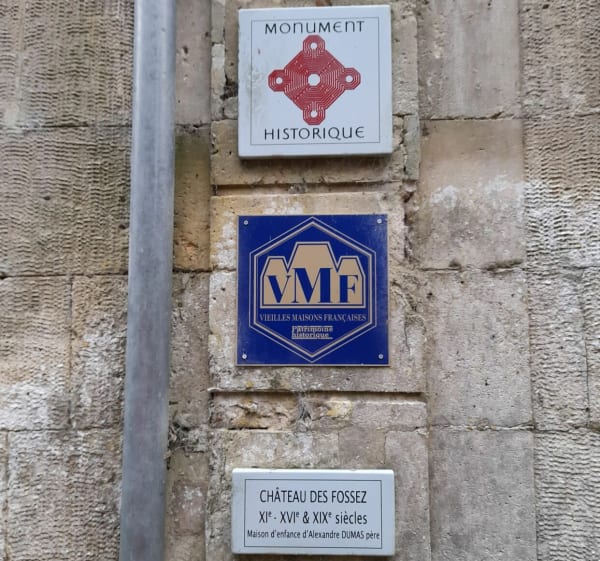 MONUMENT
HISTORIQUE
VMF
VIEILLES MAISONS FRANÇAISES
Patrimoine
historique
CHÂTEAU DES FOSSEZ
XIe - XVIe & XIXe siècles
Maison d'enfance d'Alexandre DUMAS père